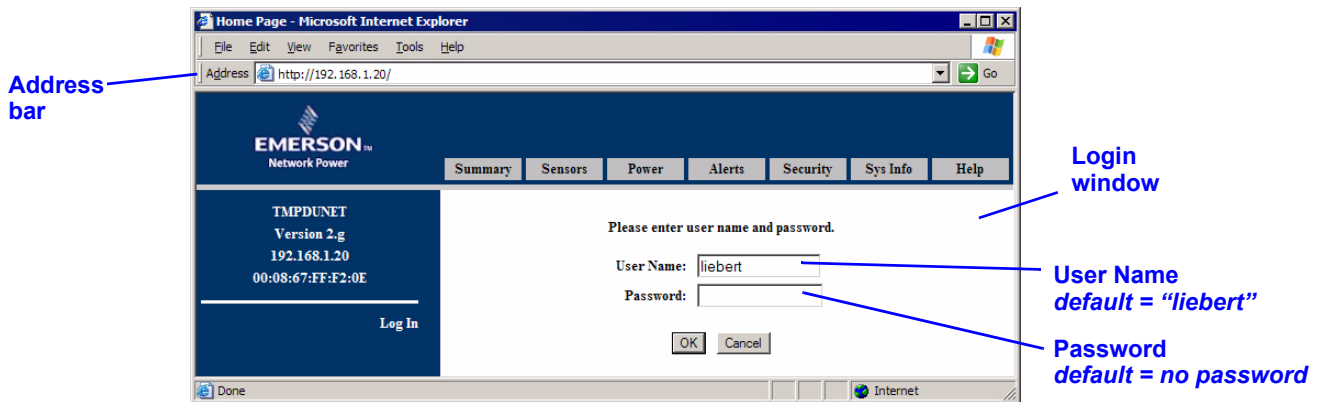 Home Page - Microsoft Internet Explorer
File Edit View Favorites Tools Help
Address http://192.168.1.20/ Go
Address
bar
EMERSON™
Network Power
Summary Sensors Power Alerts Security Sys Info Help
Login
window
TMPDUNET
Version 2.g
192.168.1.20
00:08:67:FF:F2:0E
Log In
Please enter user name and password.
User Name: liebert
Password:
OK Cancel
User Name
default = “liebert”
Password
default = no password
Done Internet